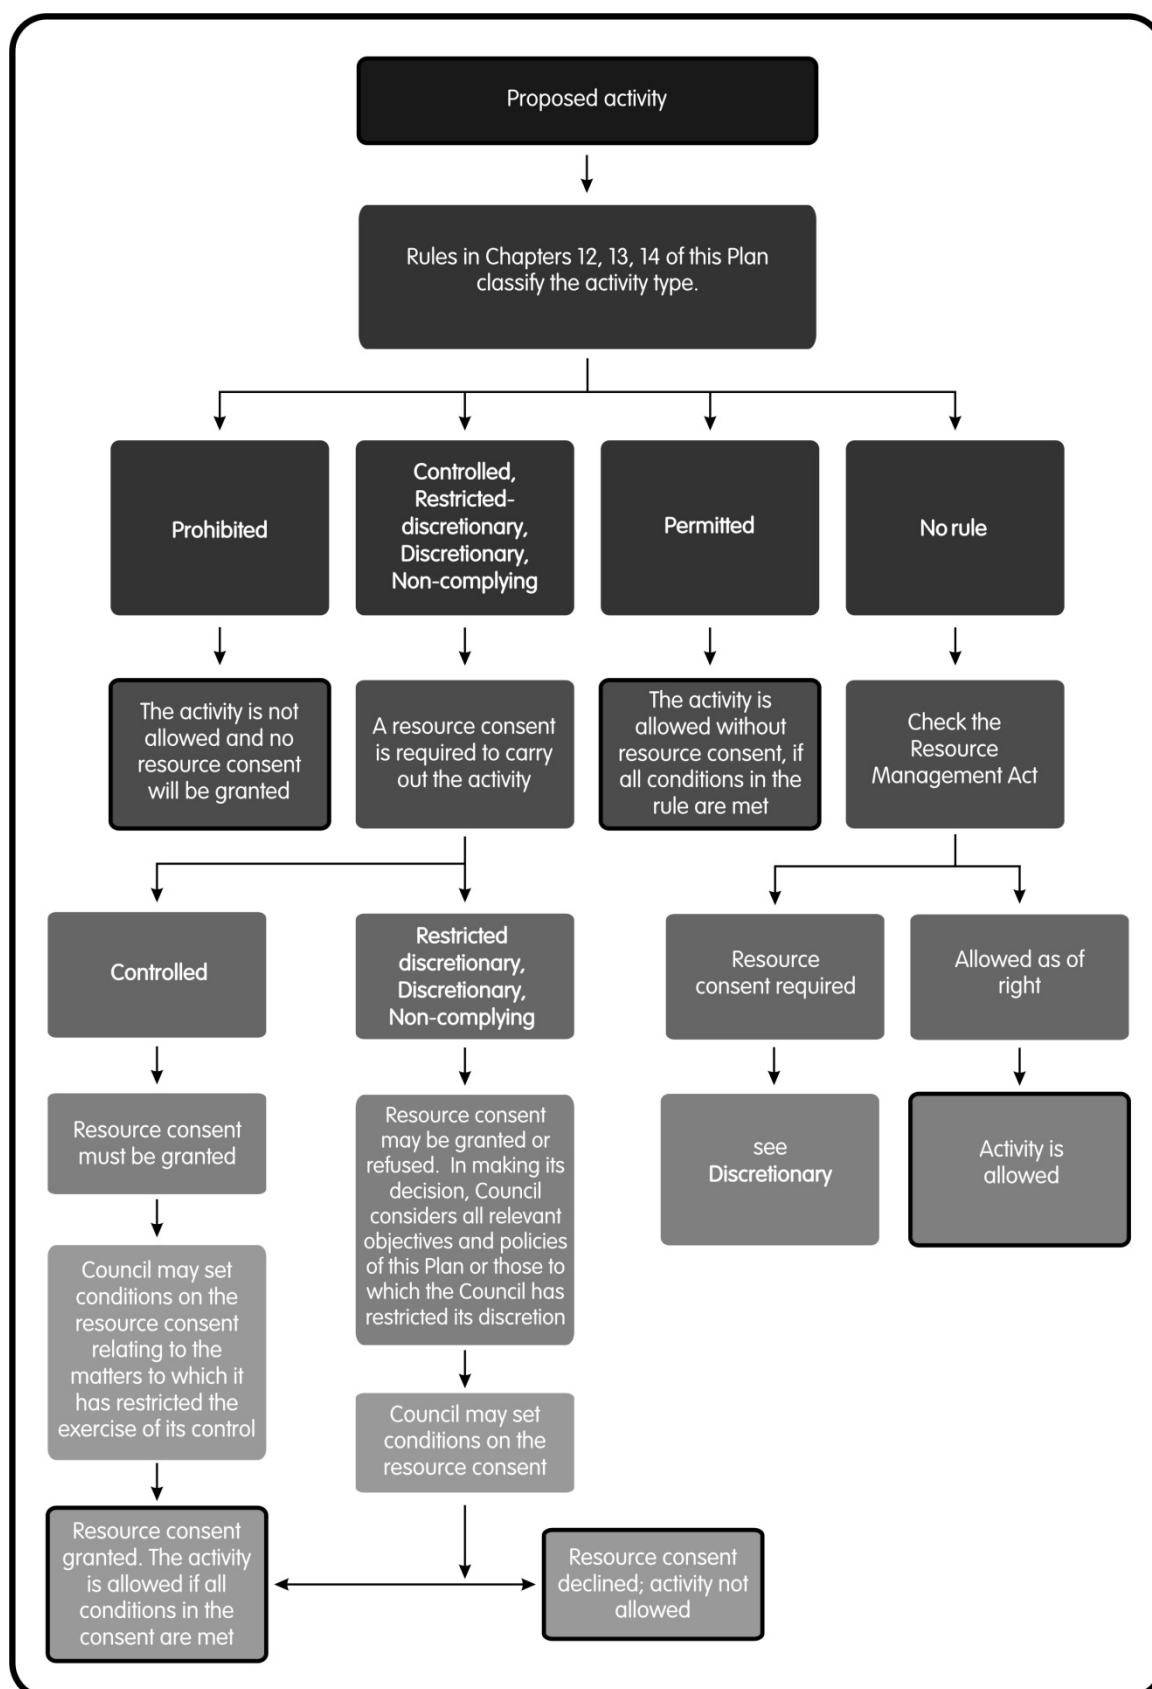 Proposed activity
Rules in Chapters 12, 13, 14 of this Plan
classify the activity type.
Prohibited
Controlled,
Restricted-
discretionary,
Discretionary,
Non-complying
Permitted
No rule
The activity is not
allowed and no
resource consent
will be granted
A resource consent
is required to carry
out the activity
The activity is
allowed without
resource consent, if
all conditions in the
rule are met
Check the
Resource
Management Act
Controlled
Restricted
discretionary,
Discretionary,
Non-complying
Resource
consent required
Allowed as of
right
Resource consent
must be granted
Resource consent
may be granted or
refused. In making its
decision, Council
considers all relevant
objectives and policies
of this Plan or those to
which the Council has
restricted its discretion
see
Discretionary
Activity is
allowed
Council may set
conditions on the
resource consent
relating to the
matters to which it
has restricted the
exercise of its control
Council may set
conditions on the
resource consent
Resource consent
granted. The activity
is allowed if all
conditions in the
consent are met
Resource consent
declined; activity not
allowed